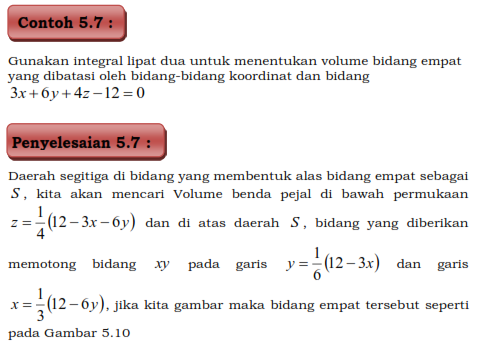 Contoh 5.7 :
Gunakan integral lipat dua untuk menentukan volume bidang empat
yang dibatasi oleh bidang-bidang koordinat dan bidang
3x+6y+4z−12=0
Penyelesaian 5.7 :
Daerah segitiga di bidang yang membentuk alas bidang empat sebagai
S, kita akan mencari Volume benda pejal di bawah permukaan
z = 1/4 (12−3x−6y) dan di atas daerah S, bidang yang diberikan
memotong bidang xy pada garis y = 1/6 (12−3x) dan garis
x = 1/3 (12−6y), jika kita gambar maka bidang empat tersebut seperti
pada Gambar 5.10